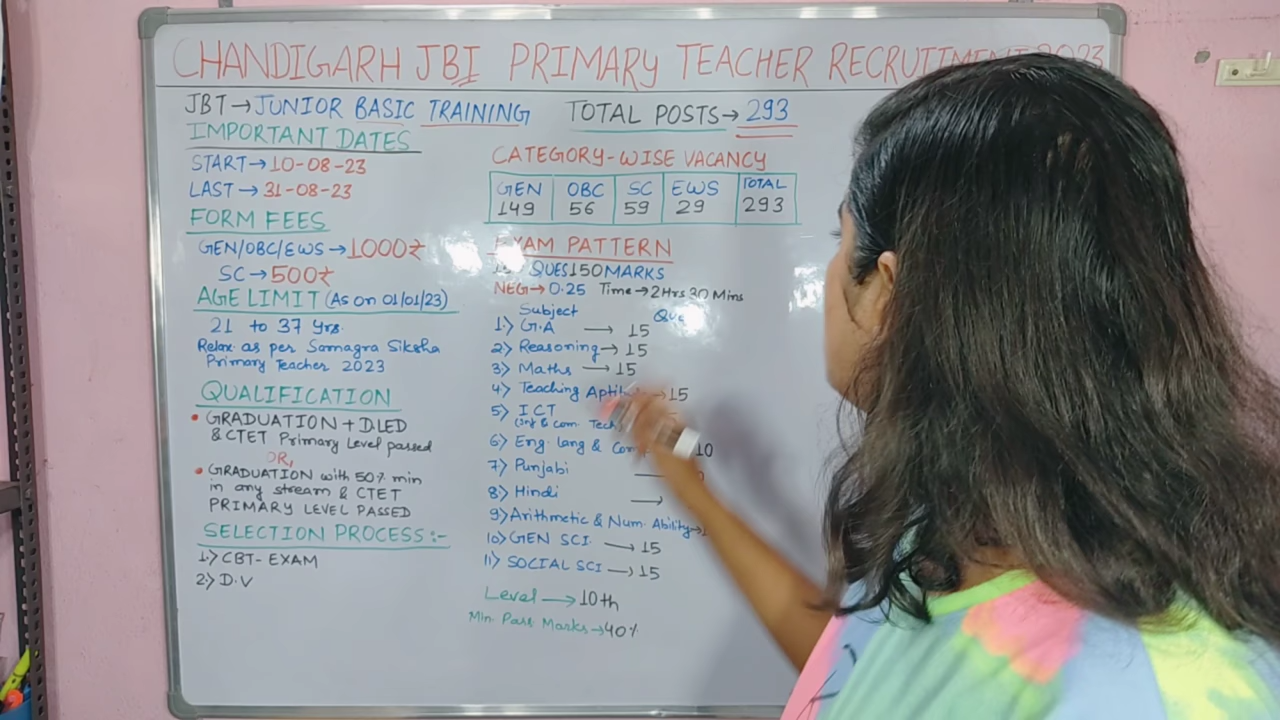 CHANDIGARH JBI PRIMARY TEACHER RECRUITMENT 2023
JBT→JUNIOR BASIC TRAINING
TOTAL POSTS→293
IMPORTANT DATES
START→10-08-23
LAST→31-08-23
FORM FEES
GEN/OBC/EWS→1000₹
SC→500₹
AGE LIMIT (As on 01/01/23)
21 to 37 Yrs.
Relax. as per Samagra Siksha
Primary Teacher 2023
QUALIFICATION
• GRADUATION + D.LED
& CTET Primary Level passed
OR,
• GRADUATION with 50% min
in any stream & CTET
PRIMARY LEVEL PASSED
SELECTION PROCESS:-
1> CBT-EXAM
2> D.V
CATEGORY-WISE VACANCY
GEN OBC SC EWS TOTAL
149 56 59 29 293
EXAM PATTERN
QUES 150 MARKS
NEG→0.25 Time→2Hrs 30 Mins
Subject
1> G.A → 15
2> Reasoning→15
3> Maths →15
4> Teaching →15
5> ICT
6> Eng. lang & 10
7> Punjabi
8> Hindi →
9> Arithmetic & Num. Ability→
10> GEN SCI. →15
11> SOCIAL SCI →15
Level →10th
Min. Pass Marks→40%